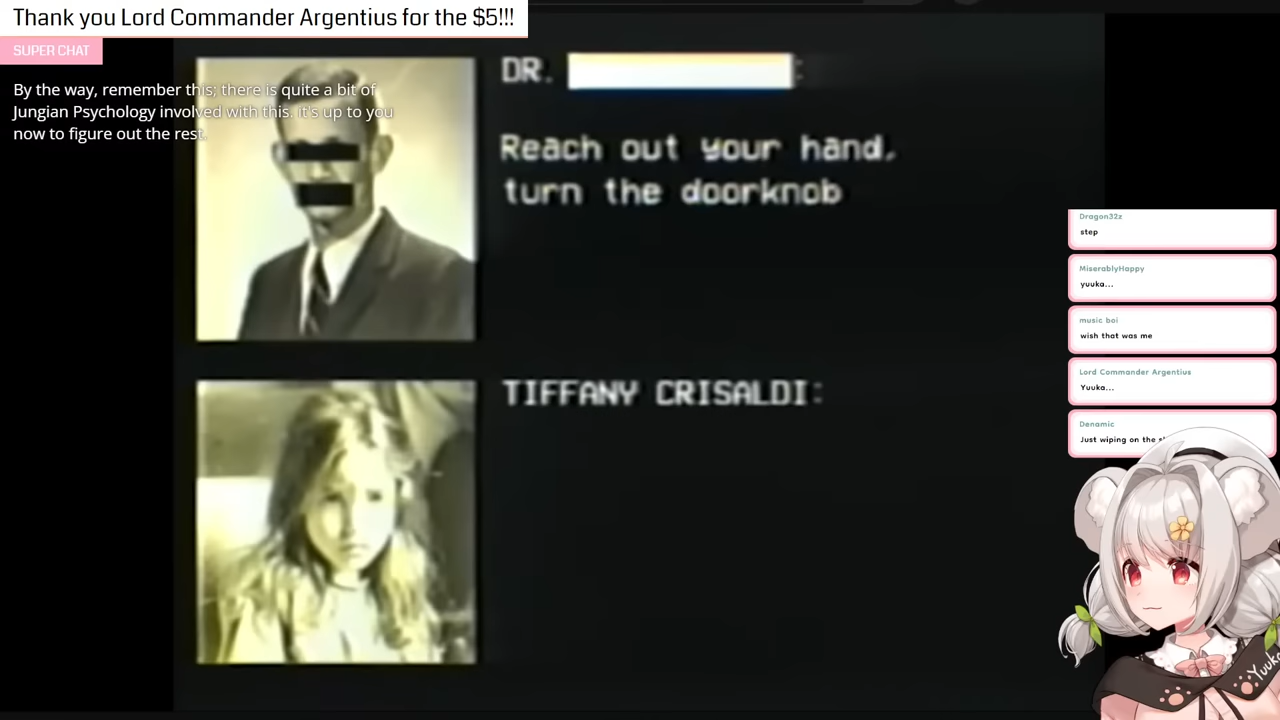 Thank you Lord Commander Argentius for the $5!!!
SUPER CHAT
By the way, remember this; there is quite a bit of
Jungian Psychology involved with this. it's up to you
now to figure out the rest.
DR. :
Reach out your hand,
turn the doorknob
TIFFANY CRISALDI:
Dragon32z
step
MiserablyHappy
yuuka...
music boi
wish that was me
Lord Commander Argentius
Yuuka...
Denamic
Just wiping on the
Yuuka